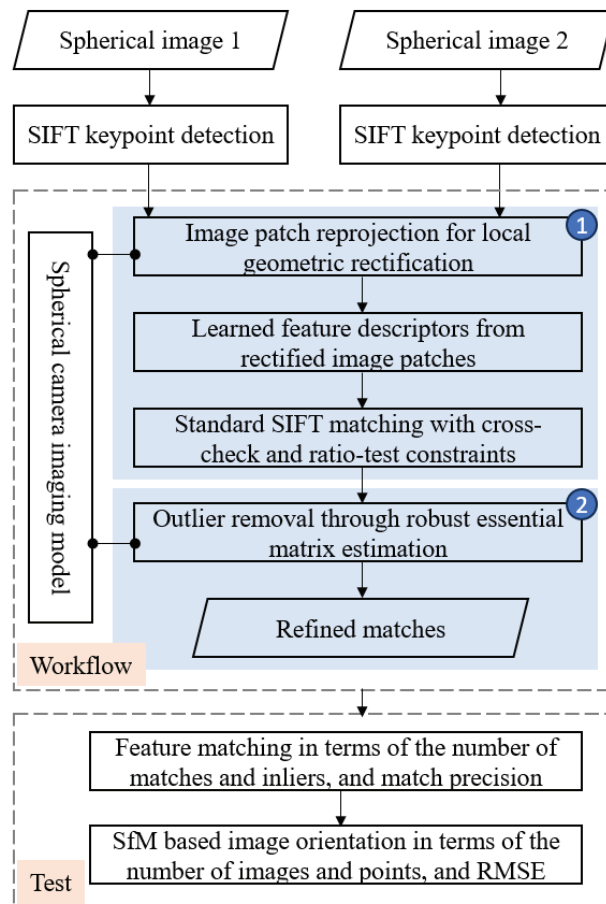 Spherical image 1
Spherical image 2
SIFT keypoint detection
SIFT keypoint detection
Spherical camera imaging model
1
Image patch reprojection for local
geometric rectification
Learned feature descriptors from
rectified image patches
Standard SIFT matching with cross-
check and ratio-test constraints
2
Outlier removal through robust essential
matrix estimation
Refined matches
Workflow
Feature matching in terms of the number of
matches and inliers, and match precision
SfM based image orientation in terms of the
number of images and points, and RMSE
Test